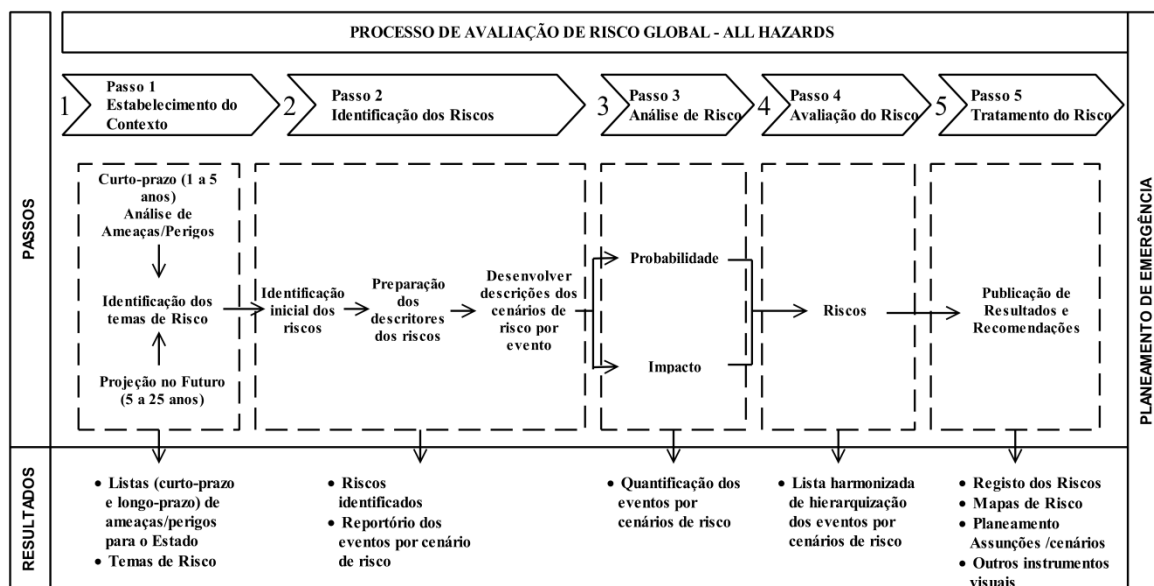 PROCESSO DE AVALIAÇÃO DE RISCO GLOBAL - ALL HAZARDS
1
Passo 1
Estabelecimento do
Contexto
2
Passo 2
Identificação dos Riscos
3
Passo 3
Análise de Risco
4
Passo 4
Avaliação do Risco
5
Passo 5
Tratamento do Risco
PASSOS
Curto-prazo (1 a 5
anos)
Análise de
Ameaças/Perigos
Identificação dos
temas de Risco
Projeção no Futuro
(5 a 25 anos)
Identificação
inicial dos
riscos
Preparação
dos
descritores
dos riscos
Desenvolver
descrições dos
cenários de
risco por
evento
Probabilidade
Impacto
Riscos
Publicação de
Resultados e
Recomendações
PLANEAMENTO DE EMERGÊNCIA
RESULTADOS
• Listas (curto-prazo
e longo-prazo) de
ameaças/perigos
para o Estado
• Temas de Risco
• Riscos
identificados
• Reportório dos
eventos por cenário
de risco
• Quantificação dos
eventos por
cenários de risco
• Lista harmonizada
de hierarquização
dos eventos por
cenários de risco
• Registo dos Riscos
• Mapas de Risco
• Planeamento
Assunções /cenários
• Outros instrumentos
visuais